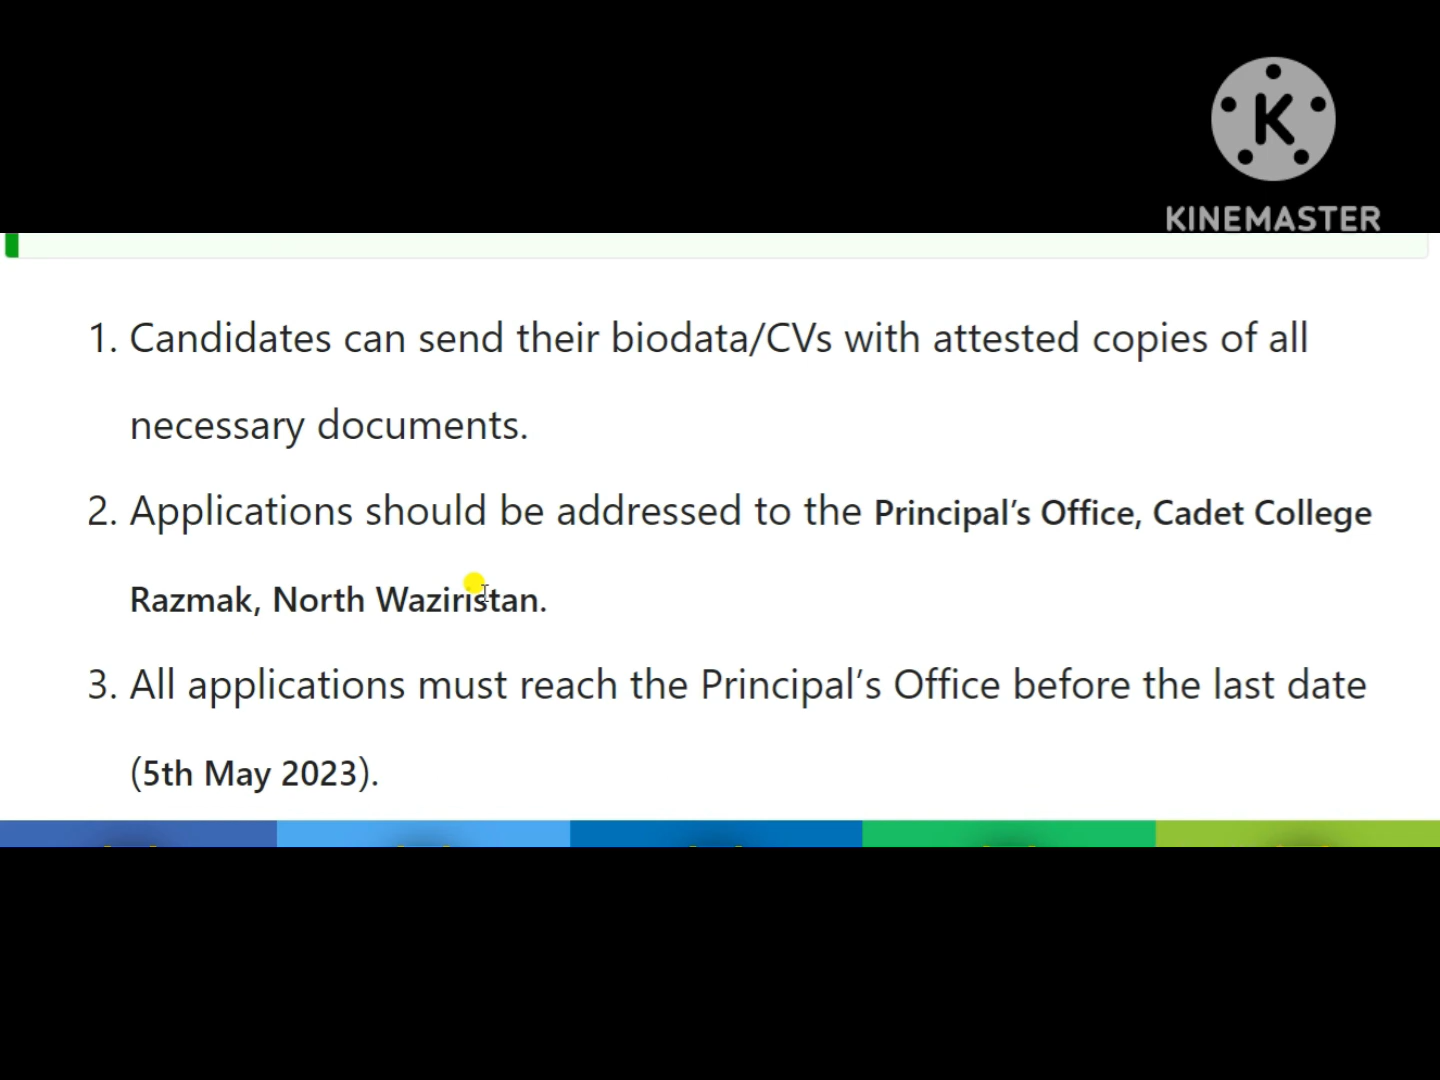 K
KINEMASTER
1. Candidates can send their biodata/CVs with attested copies of all
necessary documents.
2. Applications should be addressed to the Principal’s Office, Cadet College
Razmak, North Waziristan.
3. All applications must reach the Principal’s Office before the last date
(5th May 2023).